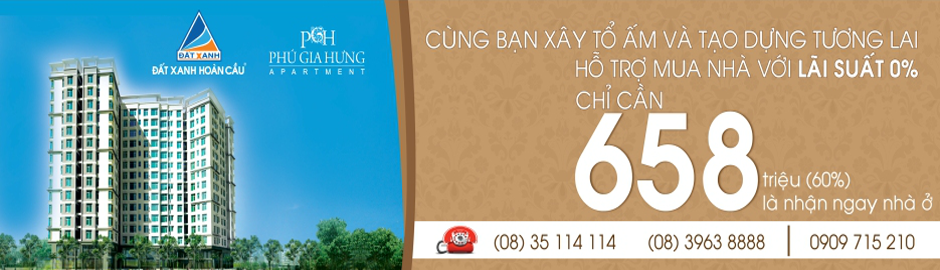 ĐẤT XANH
ĐẤT XANH HOÀN CẦU
PGH
PHÚ GIA HƯNG
APARTMENT
CÙNG BẠN XÂY TỔ ẤM VÀ TẠO DỰNG TƯƠNG LAI
HỖ TRỢ MUA NHÀ VỚI LÃI SUẤT 0%
CHỈ CẦN
658
triệu (60%)
là nhận ngay nhà ở
(08) 35 114 114
(08) 3963 8888
0909 715 210